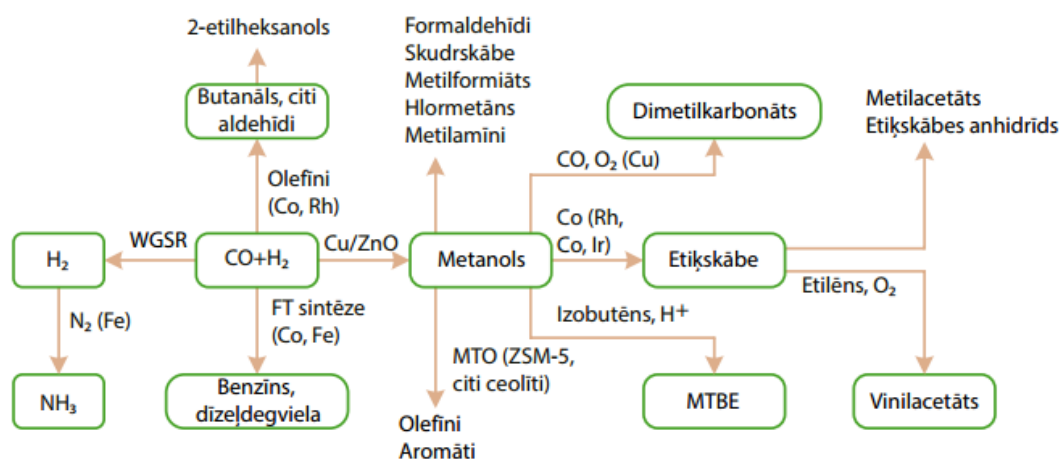 2-etilheksanols
Butanāls, citi
aldehīdi
Olefīni
(Co, Rh)
Formaldehīdi
Skudrskābe
Metilformiāts
Hlormetāns
Metilamīni
Dimetilkarbonāts
CO, O₂ (Cu)
Metilacetāts
Etiķskābes anhidrīds
H₂
WGSR
CO+H₂
Cu/ZnO
Metanols
Co (Rh,
Co, Ir)
Etiķskābe
Etilēns, O₂
N₂ (Fe)
FT sintēze
(Co, Fe)
MTO (ZSM-5,
citi ceolīti)
Izobutēns, H⁺
NH₃
Benzīns,
dīzeļdegviela
Olefīni
Aromāti
MTBE
Vinilacetāts